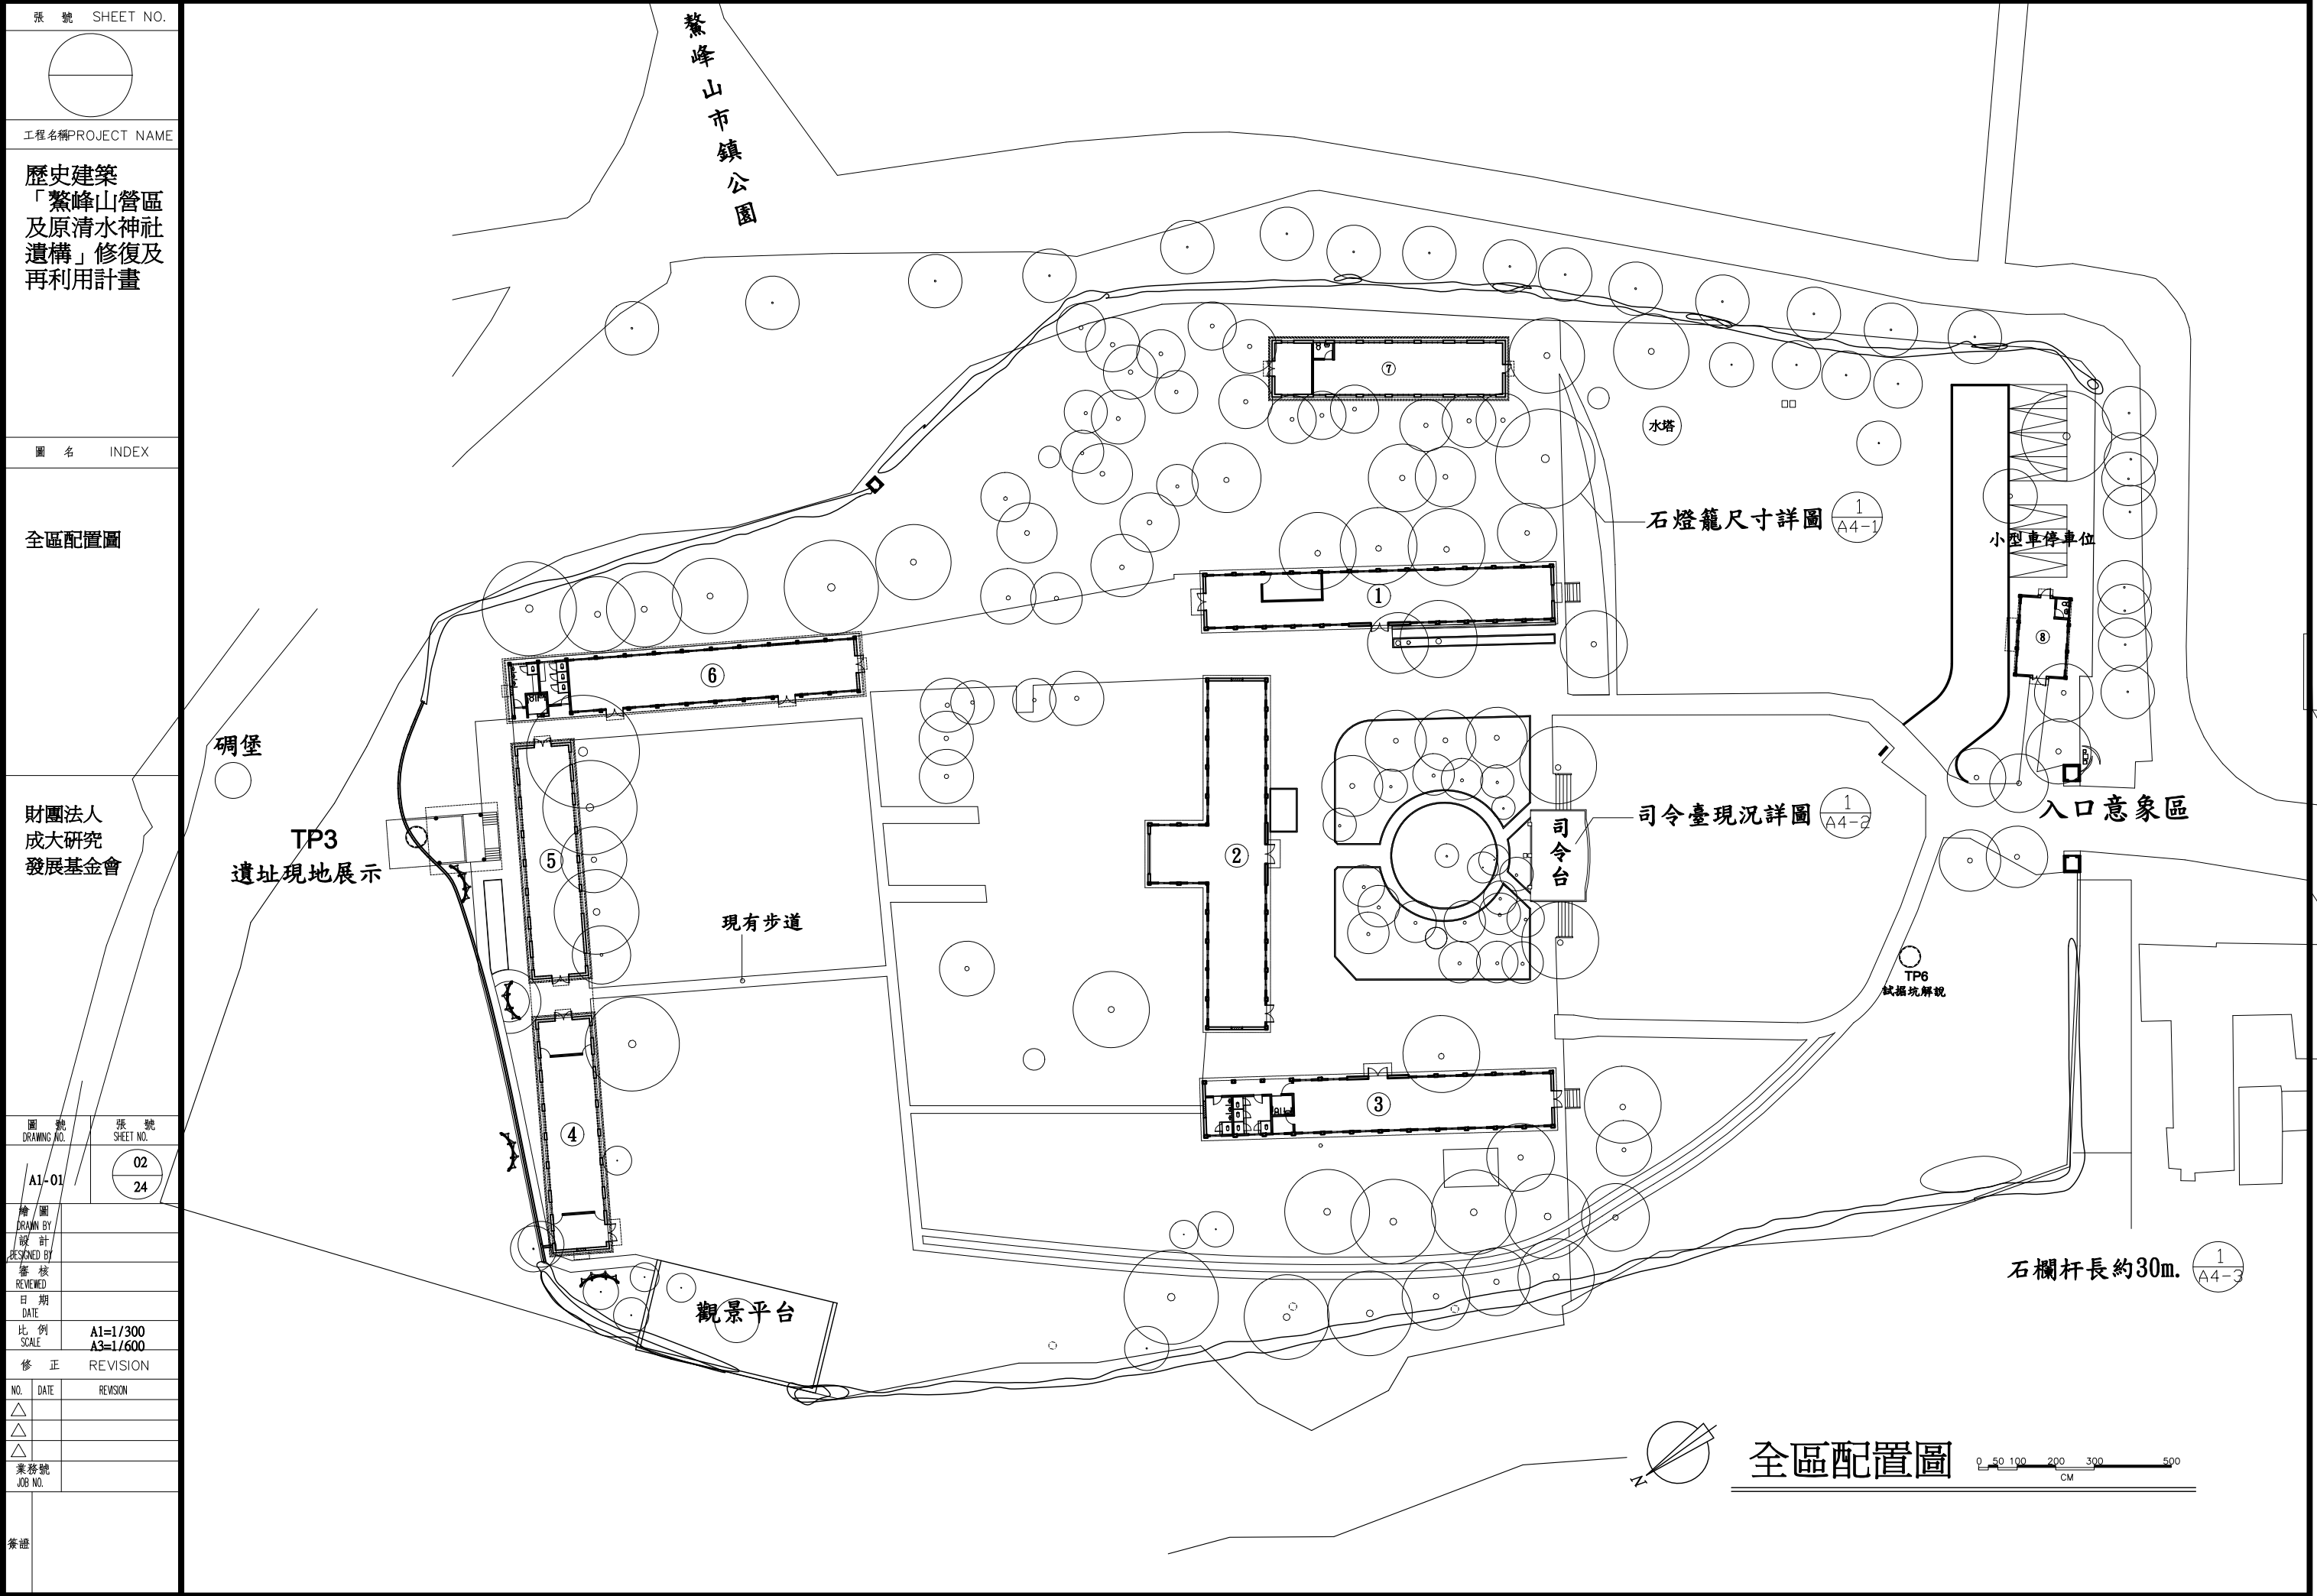 張 號 SHEET NO.
工程名稱PROJECT NAME
歷史建築
「鰲峰山營區
及原清水神社
遺構」修復及
再利用計畫
圖 名 INDEX
全區配置圖
財團法人
成大研究
發展基金會
圖 號
DRAWING NO.
張 號
SHEET NO.
A1-01
02
24
繪 圖
DRAWN BY
設 計
DESIGNED BY
審 核
REVIEWED
日 期
DATE
比 例
SCALE
A1=1/300
A3=1/600
修 正 REVISION
NO. DATE REVISION
業務號
JOB NO.
簽證
鰲峰山市鎮公園
⑦
水塔
石燈籠尺寸詳圖
1
A4-1
小型車停車位
①
⑧
⑥
碉堡
入口意象區
司令臺現況詳圖
1
A4-2
司令台
TP3
遺址現地展示
⑤
②
現有步道
TP6
試掘坑解說
④
③
石欄杆長約30m.
1
A4-3
觀景平台
N
全區配置圖
0 50 100 200 300 500
CM